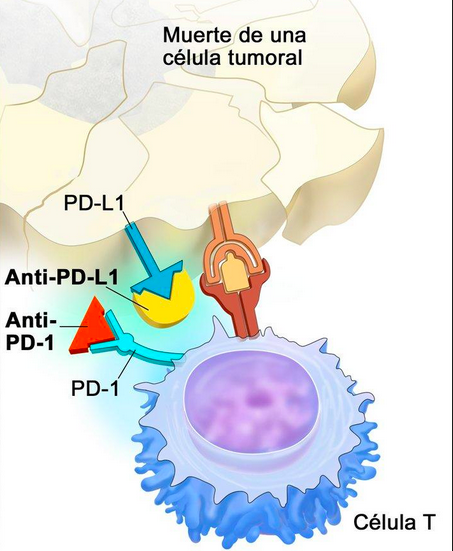 Muerte de una
célula tumoral
PD-L1
Anti-PD-L1
Anti-
PD-1
PD-1
Célula T